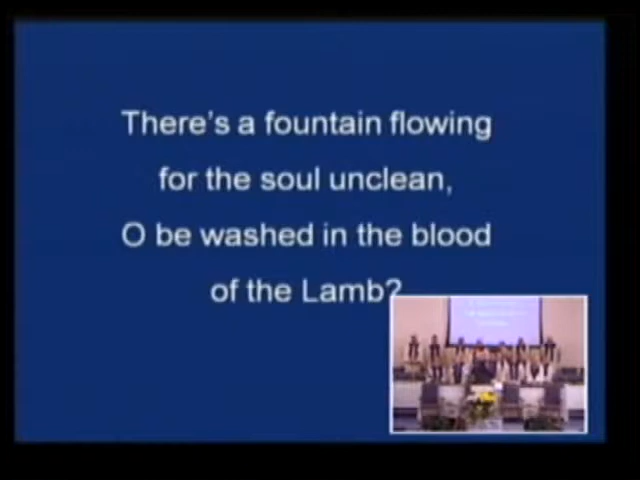 There's a fountain flowing
for the soul unclean,
O be washed in the blood
of the Lamb?